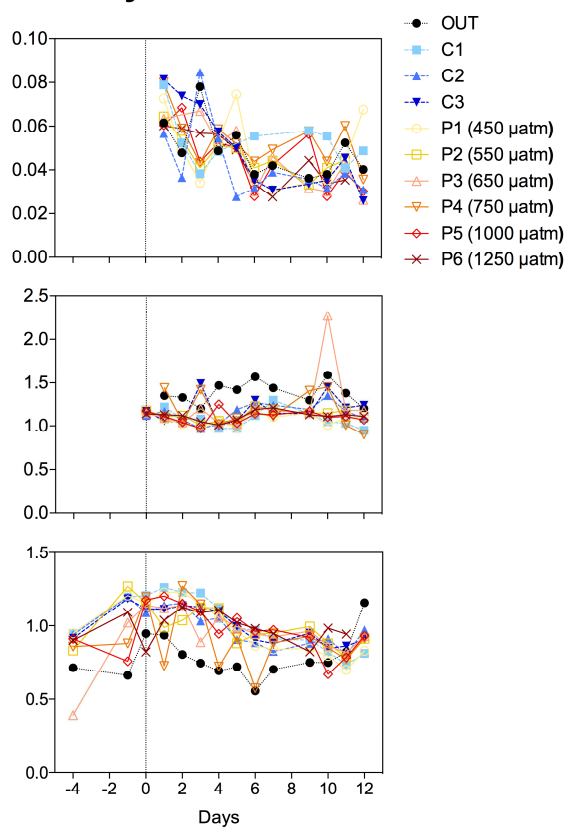 0.10
0.08
0.06
0.04
0.02
0.00
OUT
C1
C2
C3
P1 (450 µatm)
P2 (550 µatm)
P3 (650 µatm)
P4 (750 µatm)
P5 (1000 µatm)
P6 (1250 µatm)
2.5
2.0
1.5
1.0
0.5
0.0
1.5
1.0
0.5
0.0
-4 -2 0 2 4 6 8 10 12
Days